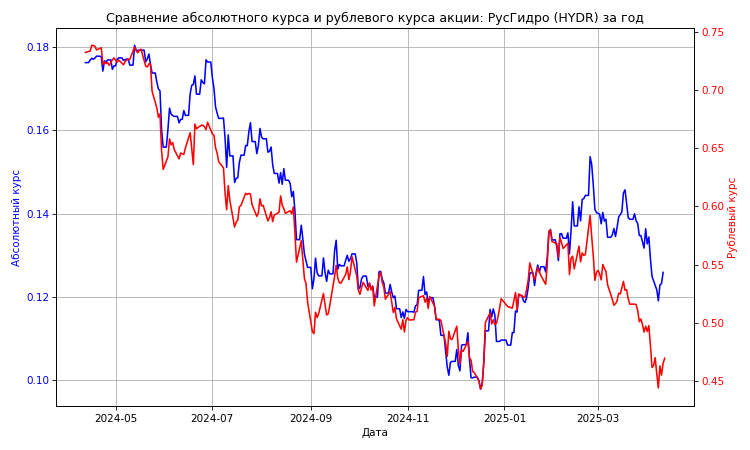 Сравнение абсолютного курса и рублевого курса акции: РусГидро (HYDR) за год
0.18
0.16
0.14
0.12
0.10
Абсолютный курс
0.75
0.70
0.65
0.60
0.55
0.50
0.45
Рублевый курс
2024-05 2024-07 2024-09 2024-11 2025-01 2025-03
Дата